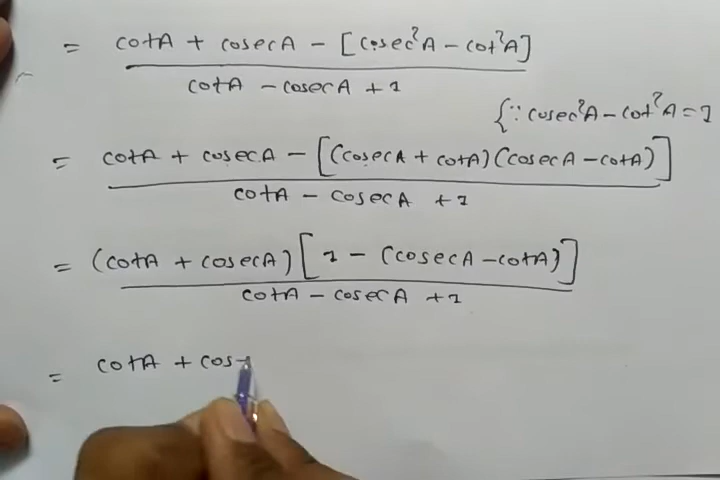 = cotA + cosecA - [cosec²A - cot²A]
cotA - cosecA + 1
{∵ cosec²A - cot²A = 1
= cotA + cosecA - [(cosecA + cotA)(cosecA - cotA)]
cotA - cosecA + 1
= (cotA + cosecA) [1 - (cosecA - cotA)]
cotA - cosecA + 1
= cotA + cos